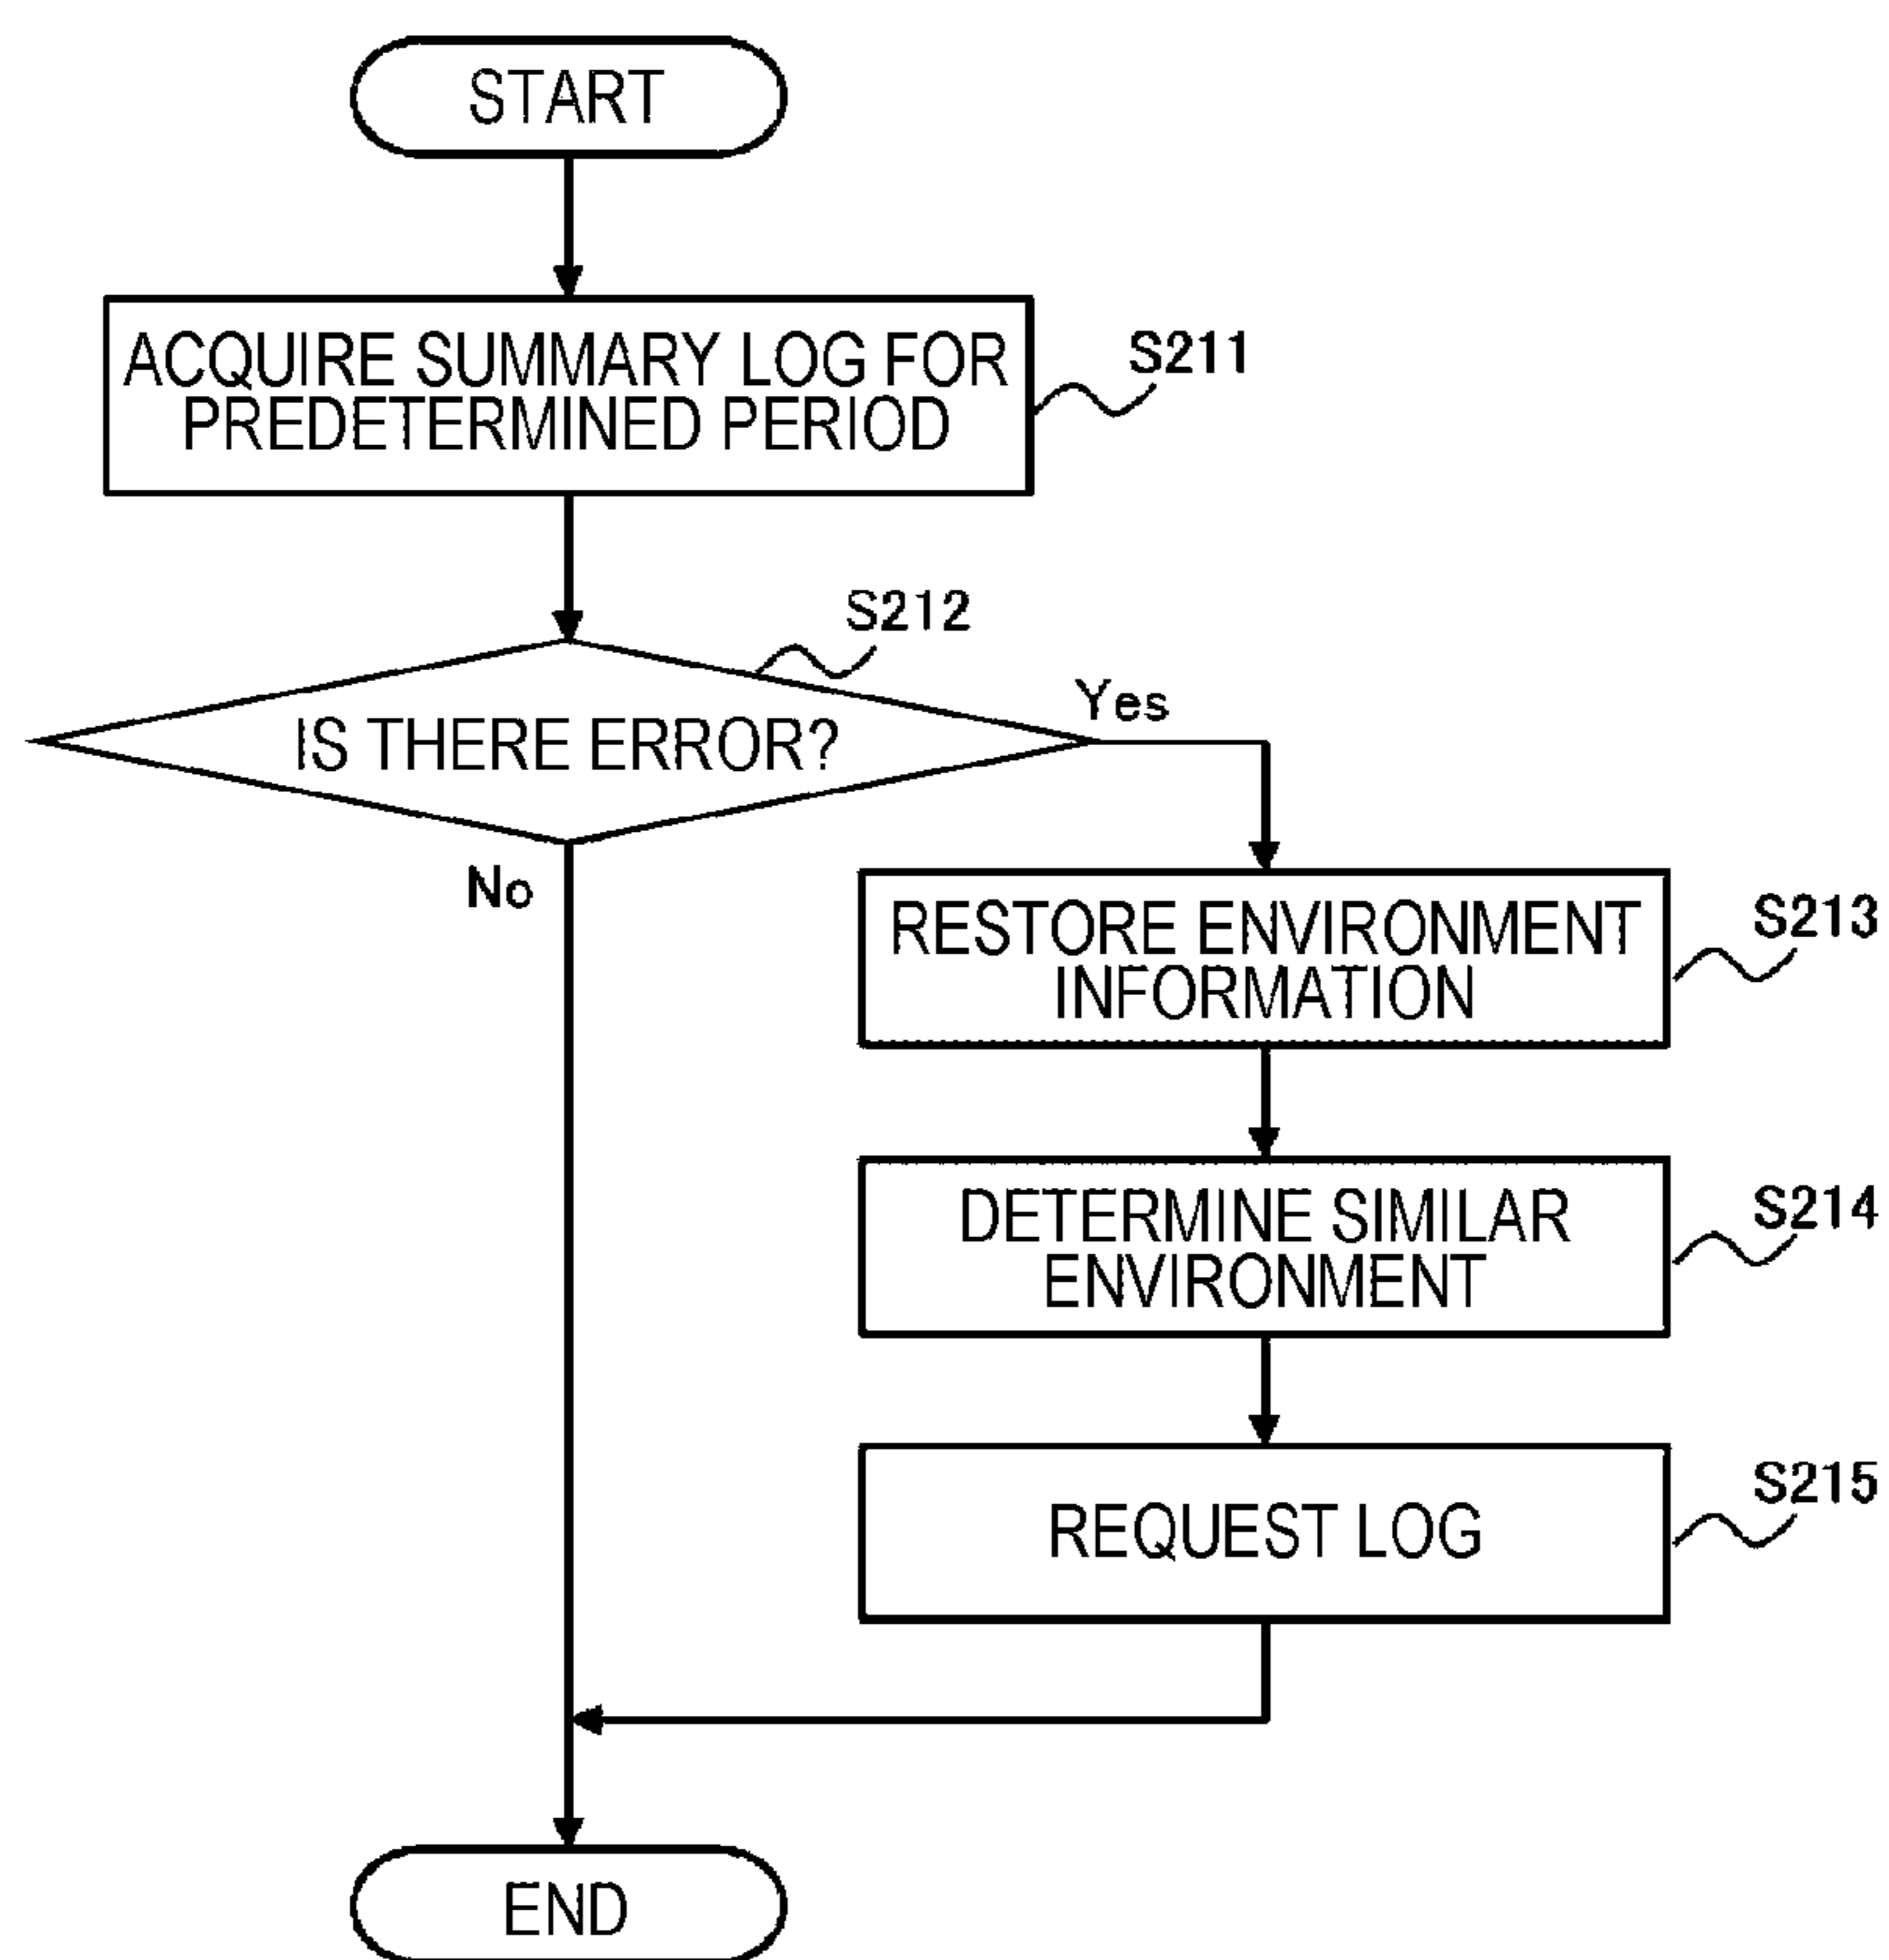 START
ACQUIRE SUMMARY LOG FOR
PREDETERMINED PERIOD
S211
S212
IS THERE ERROR?
Yes
No
RESTORE ENVIRONMENT
INFORMATION
S213
DETERMINE SIMILAR
ENVIRONMENT
S214
REQUEST LOG
S215
END